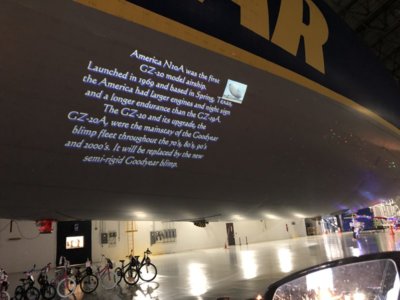 AR
America N10A was the first
GZ-20 model airship.
Launched in 1969 and based in Spring, Texas,
the America had larger engines and night sign
and a longer endurance than the GZ-19A.
The GZ-20 and its upgrade, the
GZ-20A, were the mainstay of the Goodyear
blimp fleet throughout the 70's, 80's, 90's
and 2000's. It will be replaced by the new
semi-rigid Goodyear blimp.